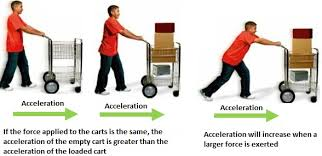 Acceleration
Acceleration
Acceleration
If the force applied to the carts is the same, the
acceleration of the empty cart is greater than the
acceleration of the loaded cart
Acceleration will increase when a
larger force is exerted